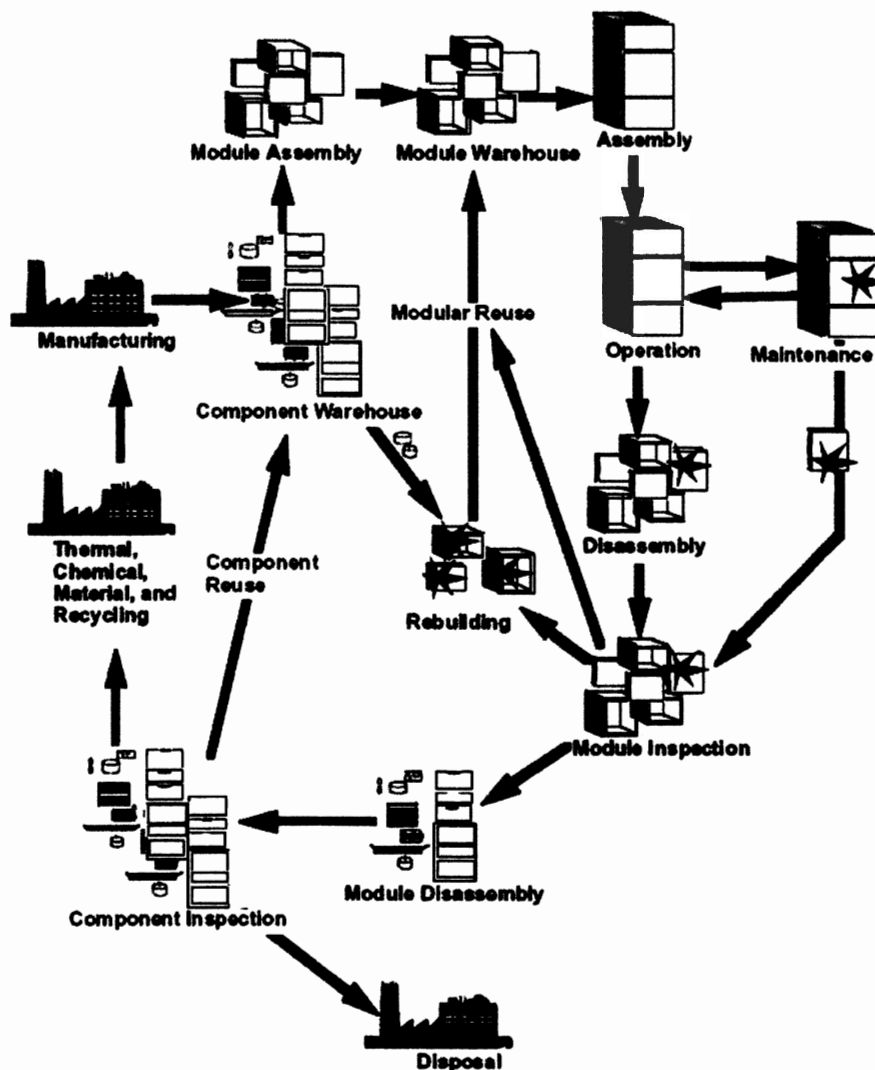 Module Assembly
Module Warehouse
Assembly
Manufacturing
Modular Reuse
Operation
Maintenance
Component Warehouse
Disassembly
Thermal,
Chemical,
Material, and
Recycling
Component
Reuse
Rebuilding
Module Inspection
Module Disassembly
Component Inspection
Disposal